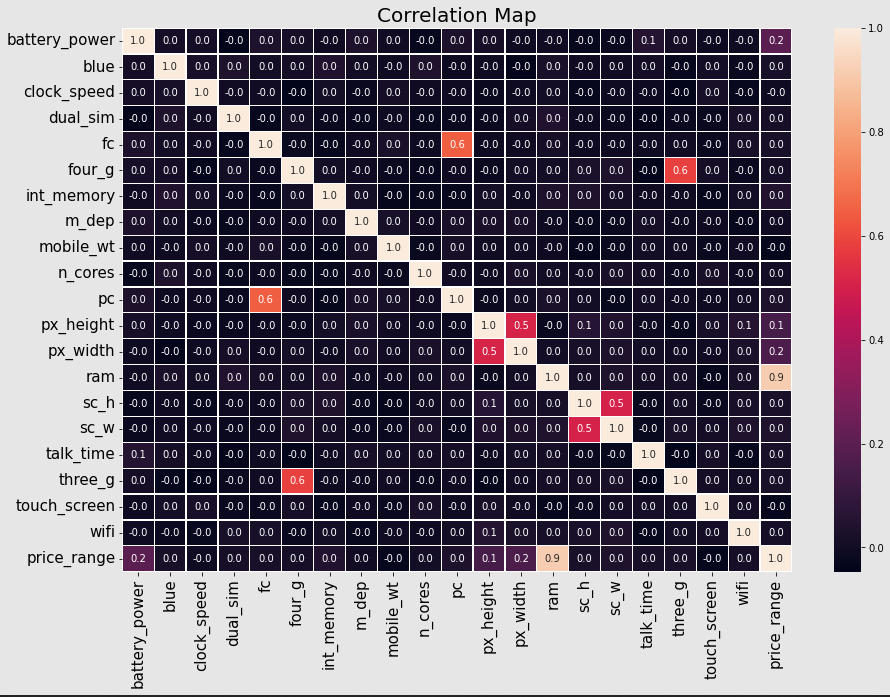 Correlation Map
battery_power 1.0 0.0 0.0 -0.0 0.0 0.0 -0.0 0.0 0.0 -0.0 0.0 0.0 -0.0 -0.0 -0.0 -0.0 0.1 0.0 -0.0 -0.0 0.2
blue 0.0 1.0 0.0 0.0 0.0 0.0 0.0 0.0 -0.0 0.0 -0.0 -0.0 -0.0 0.0 -0.0 0.0 0.0 -0.0 0.0 -0.0 0.0
clock_speed 0.0 0.0 1.0 -0.0 -0.0 -0.0 0.0 0.0 0.0 -0.0 -0.0 -0.0 -0.0 0.0 -0.0 -0.0 -0.0 -0.0 0.0 -0.0 -0.0
dual_sim -0.0 0.0 -0.0 1.0 -0.0 0.0 -0.0 -0.0 -0.0 -0.0 -0.0 -0.0 0.0 0.0 -0.0 -0.0 -0.0 -0.0 -0.0 0.0 0.0
fc 0.0 0.0 -0.0 -0.0 1.0 -0.0 -0.0 -0.0 0.0 -0.0 0.6 -0.0 -0.0 0.0 -0.0 -0.0 -0.0 0.0 -0.0 0.0 0.0
four_g 0.0 0.0 -0.0 0.0 -0.0 1.0 0.0 -0.0 -0.0 -0.0 -0.0 -0.0 0.0 0.0 0.0 0.0 -0.0 0.6 0.0 -0.0 0.0
int_memory -0.0 0.0 0.0 -0.0 -0.0 0.0 1.0 0.0 -0.0 -0.0 -0.0 0.0 -0.0 0.0 0.0 0.0 -0.0 -0.0 -0.0 0.0 0.0
m_dep 0.0 0.0 -0.0 -0.0 -0.0 -0.0 0.0 1.0 0.0 -0.0 0.0 0.0 0.0 -0.0 -0.0 -0.0 0.0 -0.0 -0.0 -0.0 0.0
mobile_wt 0.0 -0.0 0.0 -0.0 0.0 -0.0 -0.0 0.0 1.0 -0.0 0.0 0.0 0.0 -0.0 -0.0 -0.0 0.0 0.0 -0.0 -0.0 -0.0
n_cores -0.0 0.0 -0.0 -0.0 -0.0 -0.0 -0.0 -0.0 -0.0 1.0 -0.0 -0.0 0.0 0.0 -0.0 0.0 0.0 -0.0 0.0 -0.0 0.0
pc 0.0 -0.0 -0.0 -0.0 0.6 -0.0 -0.0 0.0 0.0 -0.0 1.0 -0.0 0.0 0.0 0.0 -0.0 0.0 -0.0 -0.0 0.0 0.0
px_height 0.0 -0.0 -0.0 -0.0 -0.0 -0.0 0.0 0.0 0.0 -0.0 -0.0 1.0 0.5 -0.0 0.1 0.0 -0.0 -0.0 0.0 0.1 0.1
px_width -0.0 -0.0 -0.0 0.0 -0.0 0.0 -0.0 0.0 0.0 0.0 0.0 0.5 1.0 0.0 0.0 0.0 0.0 0.0 -0.0 0.0 0.2
ram -0.0 0.0 0.0 0.0 0.0 0.0 0.0 -0.0 -0.0 0.0 0.0 -0.0 0.0 1.0 0.0 0.0 0.0 0.0 -0.0 0.0 0.9
sc_h -0.0 -0.0 -0.0 -0.0 -0.0 0.0 0.0 -0.0 -0.0 -0.0 0.0 0.1 0.0 0.0 1.0 0.5 -0.0 0.0 -0.0 0.0 0.0
sc_w -0.0 0.0 -0.0 -0.0 -0.0 0.0 0.0 -0.0 -0.0 0.0 -0.0 0.0 0.0 0.0 0.5 1.0 -0.0 0.0 0.0 0.0 0.0
talk_time 0.1 0.0 -0.0 -0.0 -0.0 -0.0 -0.0 0.0 0.0 0.0 0.0 -0.0 0.0 0.0 -0.0 -0.0 1.0 -0.0 0.0 -0.0 0.0
three_g 0.0 -0.0 -0.0 -0.0 0.0 0.6 -0.0 -0.0 0.0 -0.0 -0.0 -0.0 0.0 0.0 0.0 0.0 -0.0 1.0 0.0 0.0 0.0
touch_screen -0.0 0.0 0.0 -0.0 -0.0 0.0 -0.0 -0.0 -0.0 0.0 -0.0 0.0 -0.0 -0.0 -0.0 0.0 0.0 0.0 1.0 0.0 -0.0
wifi -0.0 -0.0 -0.0 0.0 0.0 -0.0 0.0 -0.0 -0.0 -0.0 0.0 0.1 0.0 0.0 0.0 0.0 -0.0 0.0 0.0 1.0 0.0
price_range 0.2 0.0 -0.0 0.0 0.0 0.0 0.0 0.0 -0.0 0.0 0.0 0.1 0.2 0.9 0.0 0.0 0.0 0.0 -0.0 0.0 1.0
battery_power
blue
clock_speed
dual_sim
fc
four_g
int_memory
m_dep
mobile_wt
n_cores
pc
px_height
px_width
ram
sc_h
sc_w
talk_time
three_g
touch_screen
wifi
price_range
1.0
0.8
0.6
0.4
0.2
0.0